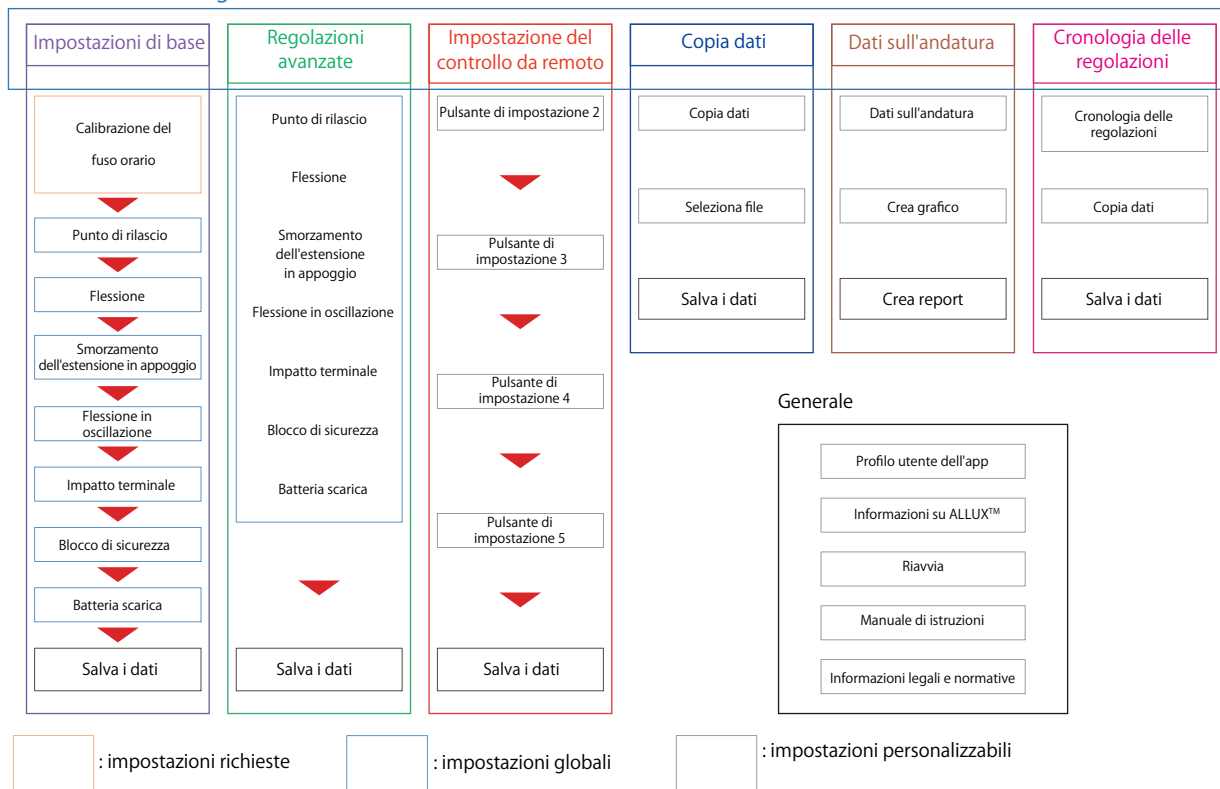 Impostazioni di base
Calibrazione del
fuso orario
Punto di rilascio
Flessione
Smorzamento
dell'estensione in appoggio
Flessione in
oscillazione
Impatto terminale
Blocco di sicurezza
Batteria scarica
Salva i dati
Regolazioni
avanzate
Punto di rilascio
Flessione
Smorzamento
dell'estensione
in appoggio
Flessione in oscillazione
Impatto terminale
Blocco di sicurezza
Batteria scarica
Salva i dati
Impostazione del
controllo da remoto
Pulsante di impostazione 2
Pulsante di
impostazione 3
Pulsante di
impostazione 4
Pulsante di
impostazione 5
Salva i dati
Copia dati
Copia dati
Seleziona file
Salva i dati
Dati sull'andatura
Dati sull'andatura
Crea grafico
Crea report
Cronologia delle
regolazioni
Cronologia delle
regolazioni
Copia dati
Salva i dati
Generale
Profilo utente dell'app
Informazioni su ALLUX™
Riavvia
Manuale di istruzioni
Informazioni legali e normative
: impostazioni richieste
: impostazioni globali
: impostazioni personalizzabili